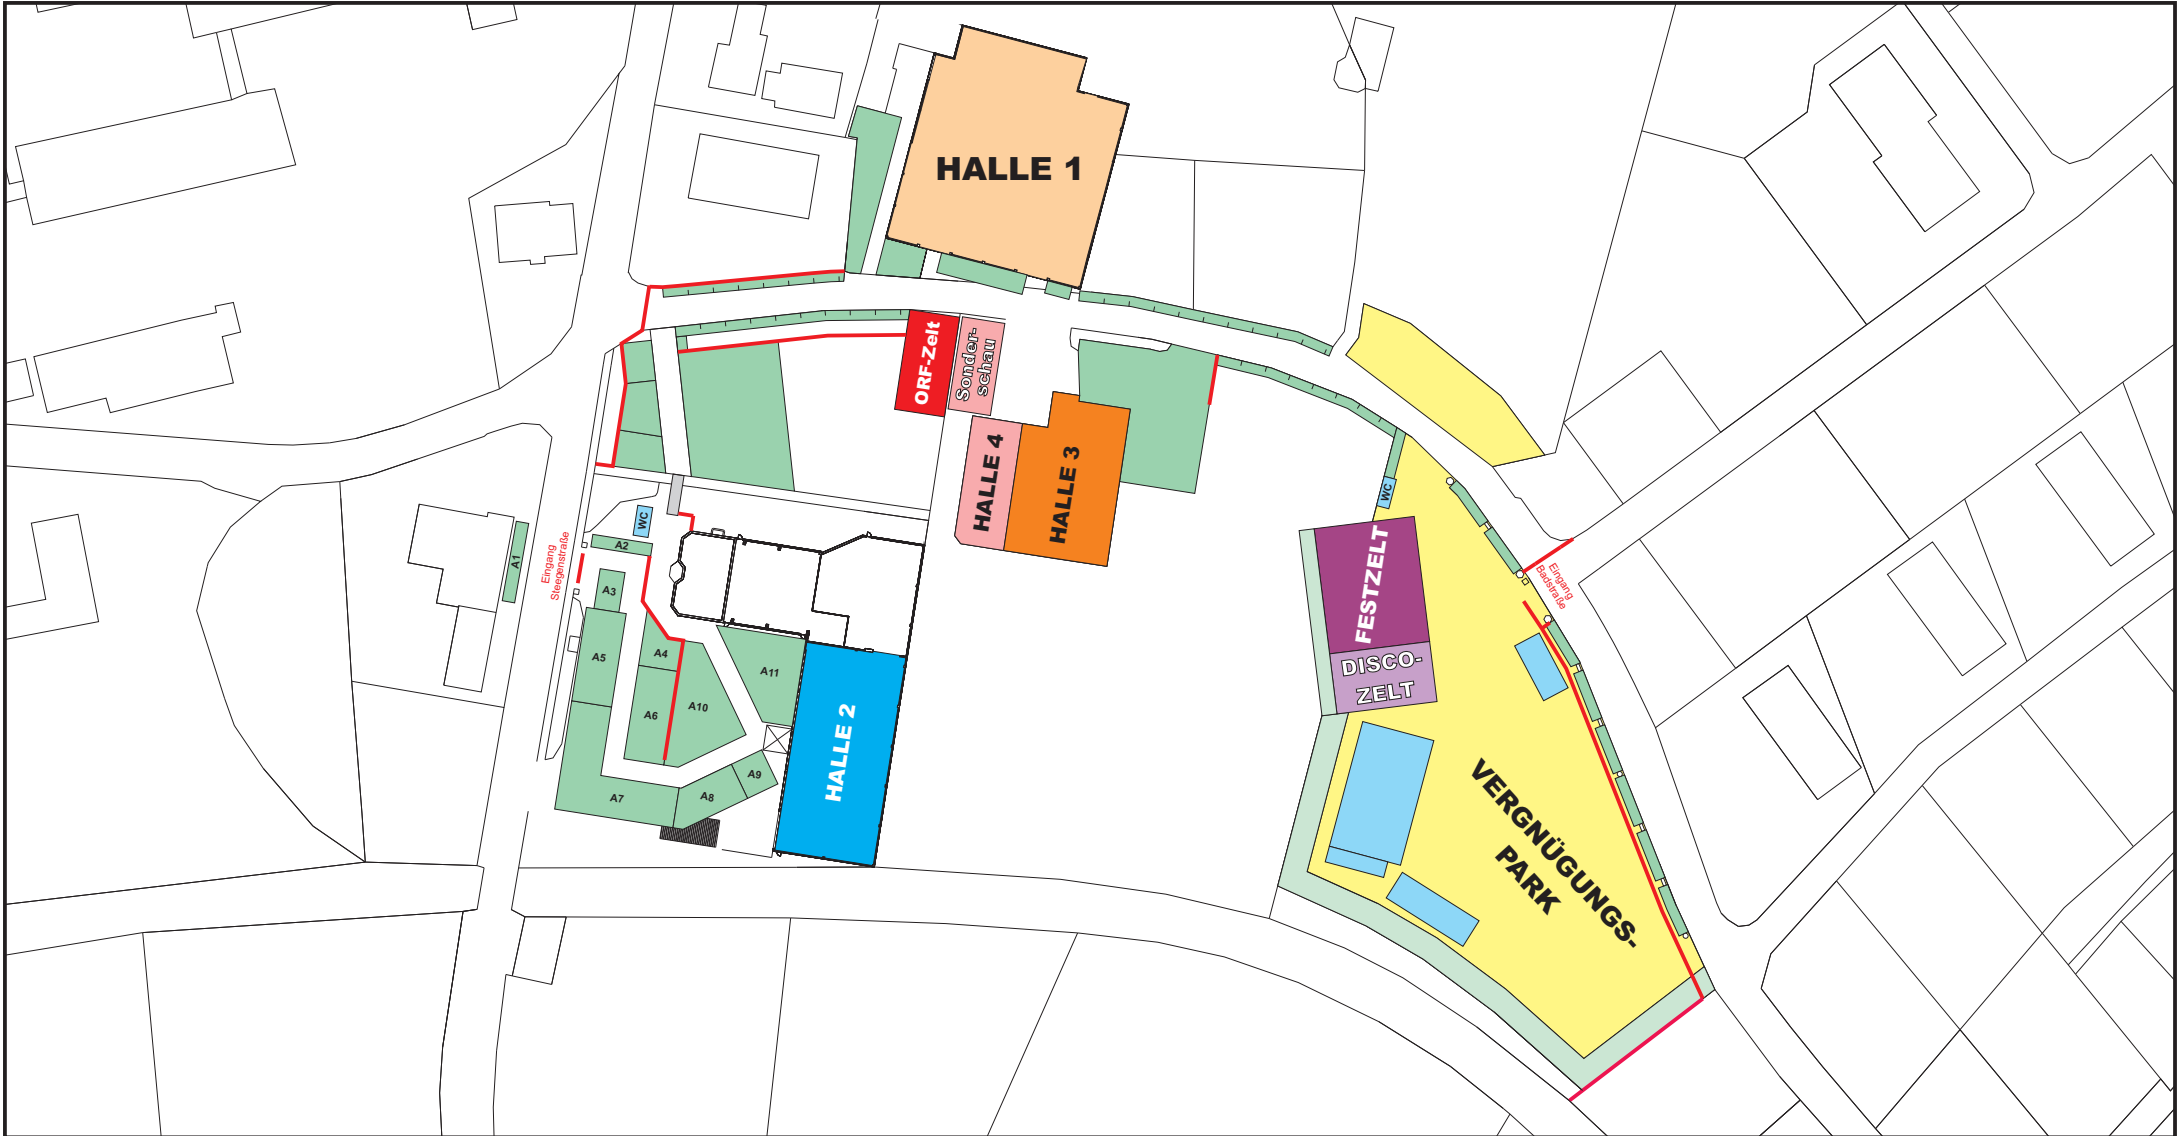 HALLE 1
ORF-Zelt
Sonder-
schau
HALLE 4
HALLE 3
WC
WC
A1
Eingang
Steegenstraße
A2
A3
A4
A5
A6
A7
A8
A9
A10
A11
HALLE 2
FESTZELT
DISCO-
ZELT
Eingang
Badstraße
VERGNÜGUNGS-
PARK